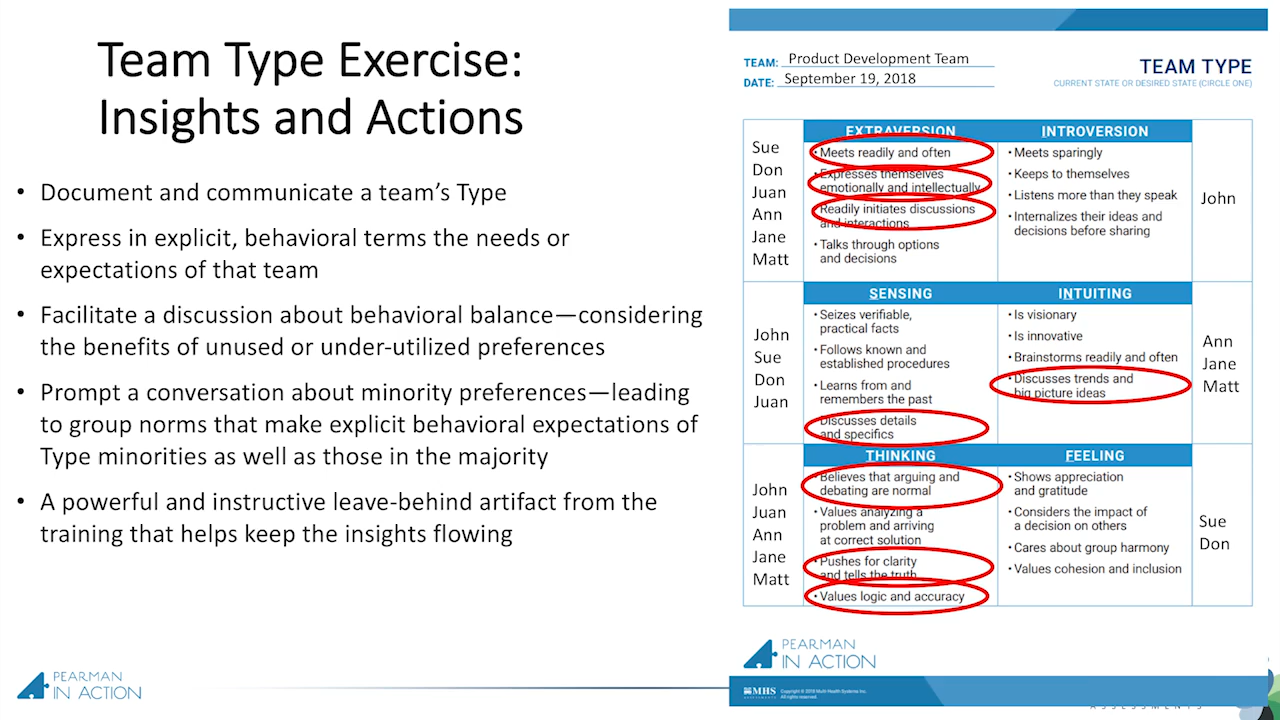 Team Type Exercise:
Insights and Actions
• Document and communicate a team’s Type
• Express in explicit, behavioral terms the needs or
expectations of that team
• Facilitate a discussion about behavioral balance—considering
the benefits of unused or under-utilized preferences
• Prompt a conversation about minority preferences—leading
to group norms that make explicit behavioral expectations of
Type minorities as well as those in the majority
• A powerful and instructive leave-behind artifact from the
training that helps keep the insights flowing
PEARMAN
IN ACTION
TEAM: Product Development Team
DATE: September 19, 2018
TEAM TYPE
CURRENT STATE OR DESIRED STATE (CIRCLE ONE)
Sue
Don
Juan
Ann
Jane
Matt
EXTRAVERSION
• Meets readily and often
• Expresses themselves
emotionally and intellectually
• Readily initiates discussions
and interactions
• Talks through options
and decisions
INTROVERSION
• Meets sparingly
• Keeps to themselves
• Listens more than they speak
• Internalizes their ideas and
decisions before sharing
John
John
Sue
Don
Juan
SENSING
• Seizes verifiable,
practical facts
• Follows known and
established procedures
• Learns from and
remembers the past
• Discusses details
and specifics
INTUITING
• Is visionary
• Is innovative
• Brainstorms readily and often
• Discusses trends and
big picture ideas
Ann
Jane
Matt
John
Juan
Ann
Jane
Matt
THINKING
• Believes that arguing and
debating are normal
• Values analyzing a
problem and arriving
at correct solution
• Pushes for clarity
and tells the truth
• Values logic and accuracy
FEELING
• Shows appreciation
and gratitude
• Considers the impact of
a decision on others
• Cares about group harmony
• Values cohesion and inclusion
Sue
Don
PEARMAN
IN ACTION
MHS
ASSESSMENTS
Copyright © 2018 Multi-Health Systems Inc.
All rights reserved.
ASSESSMENTS